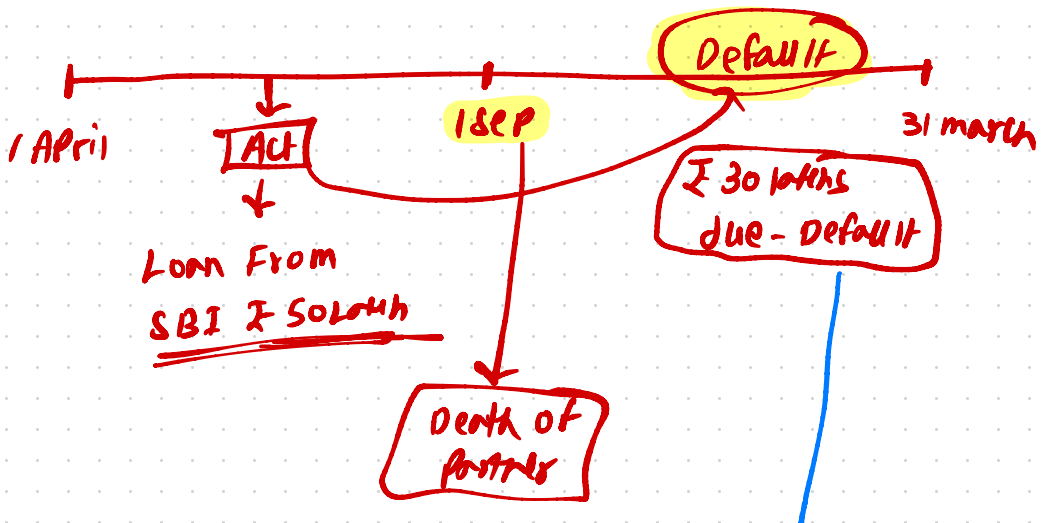 Default
1 April
1 Sep
31 march
Act
₹ 30 lakhs
due - Default
Loan From
SBI ₹ 50 Lakh
Death of
Partner